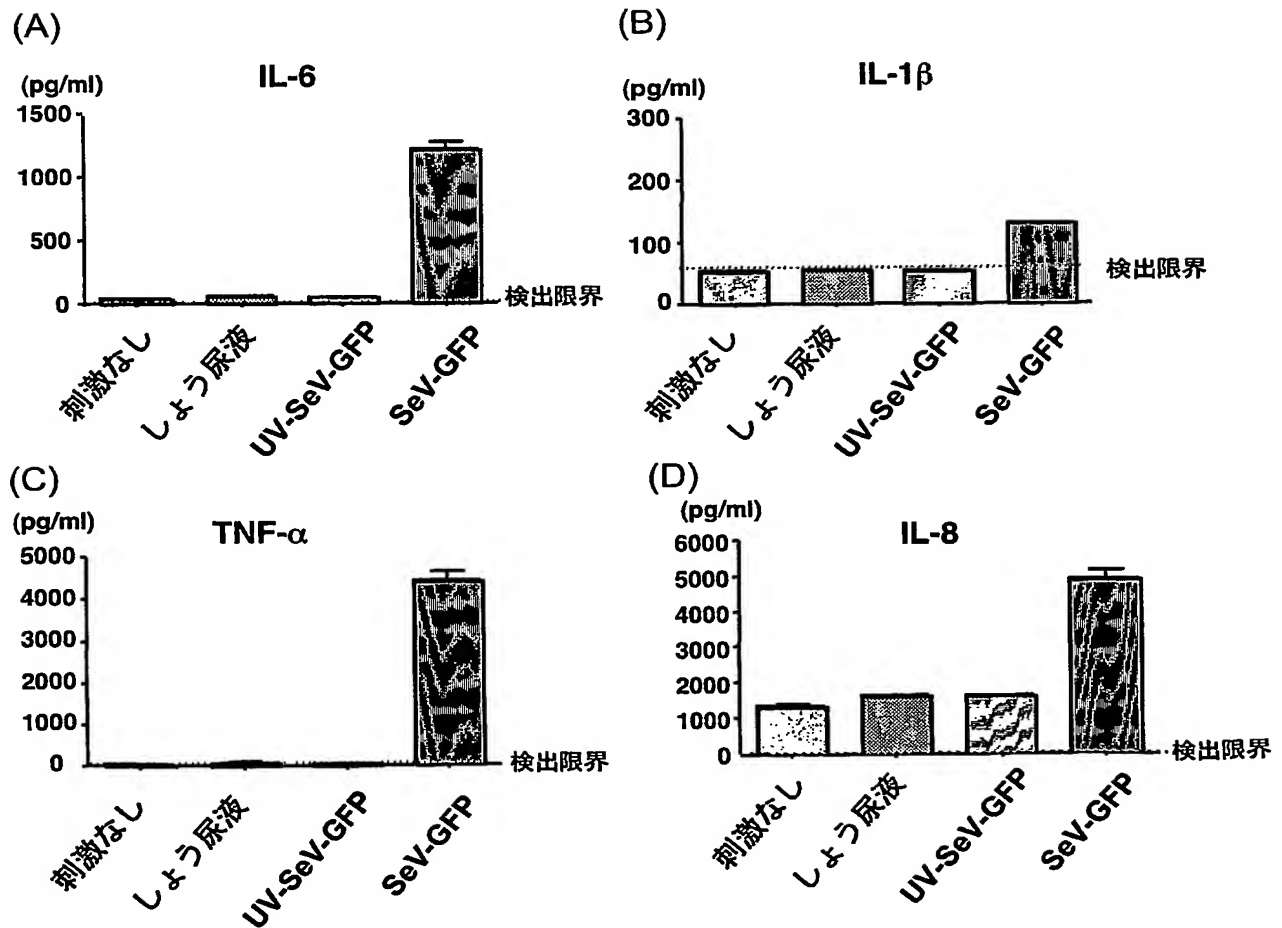 (A)
IL-6
(pg/ml)
1500
1000
500
0
検出限界
刺激なし
しょう尿液
UV-SeV-GFP
SeV-GFP
(B)
IL-1β
(pg/ml)
300
200
100
0
検出限界
刺激なし
しょう尿液
UV-SeV-GFP
SeV-GFP
(C)
(pg/ml)
TNF-α
5000
4000
3000
2000
1000
0
検出限界
刺激なし
しょう尿液
UV-SeV-GFP
SeV-GFP
(D)
(pg/ml)
IL-8
6000
5000
4000
3000
2000
1000
0
検出限界
刺激なし
しょう尿液
UV-SeV-GFP
SeV-GFP